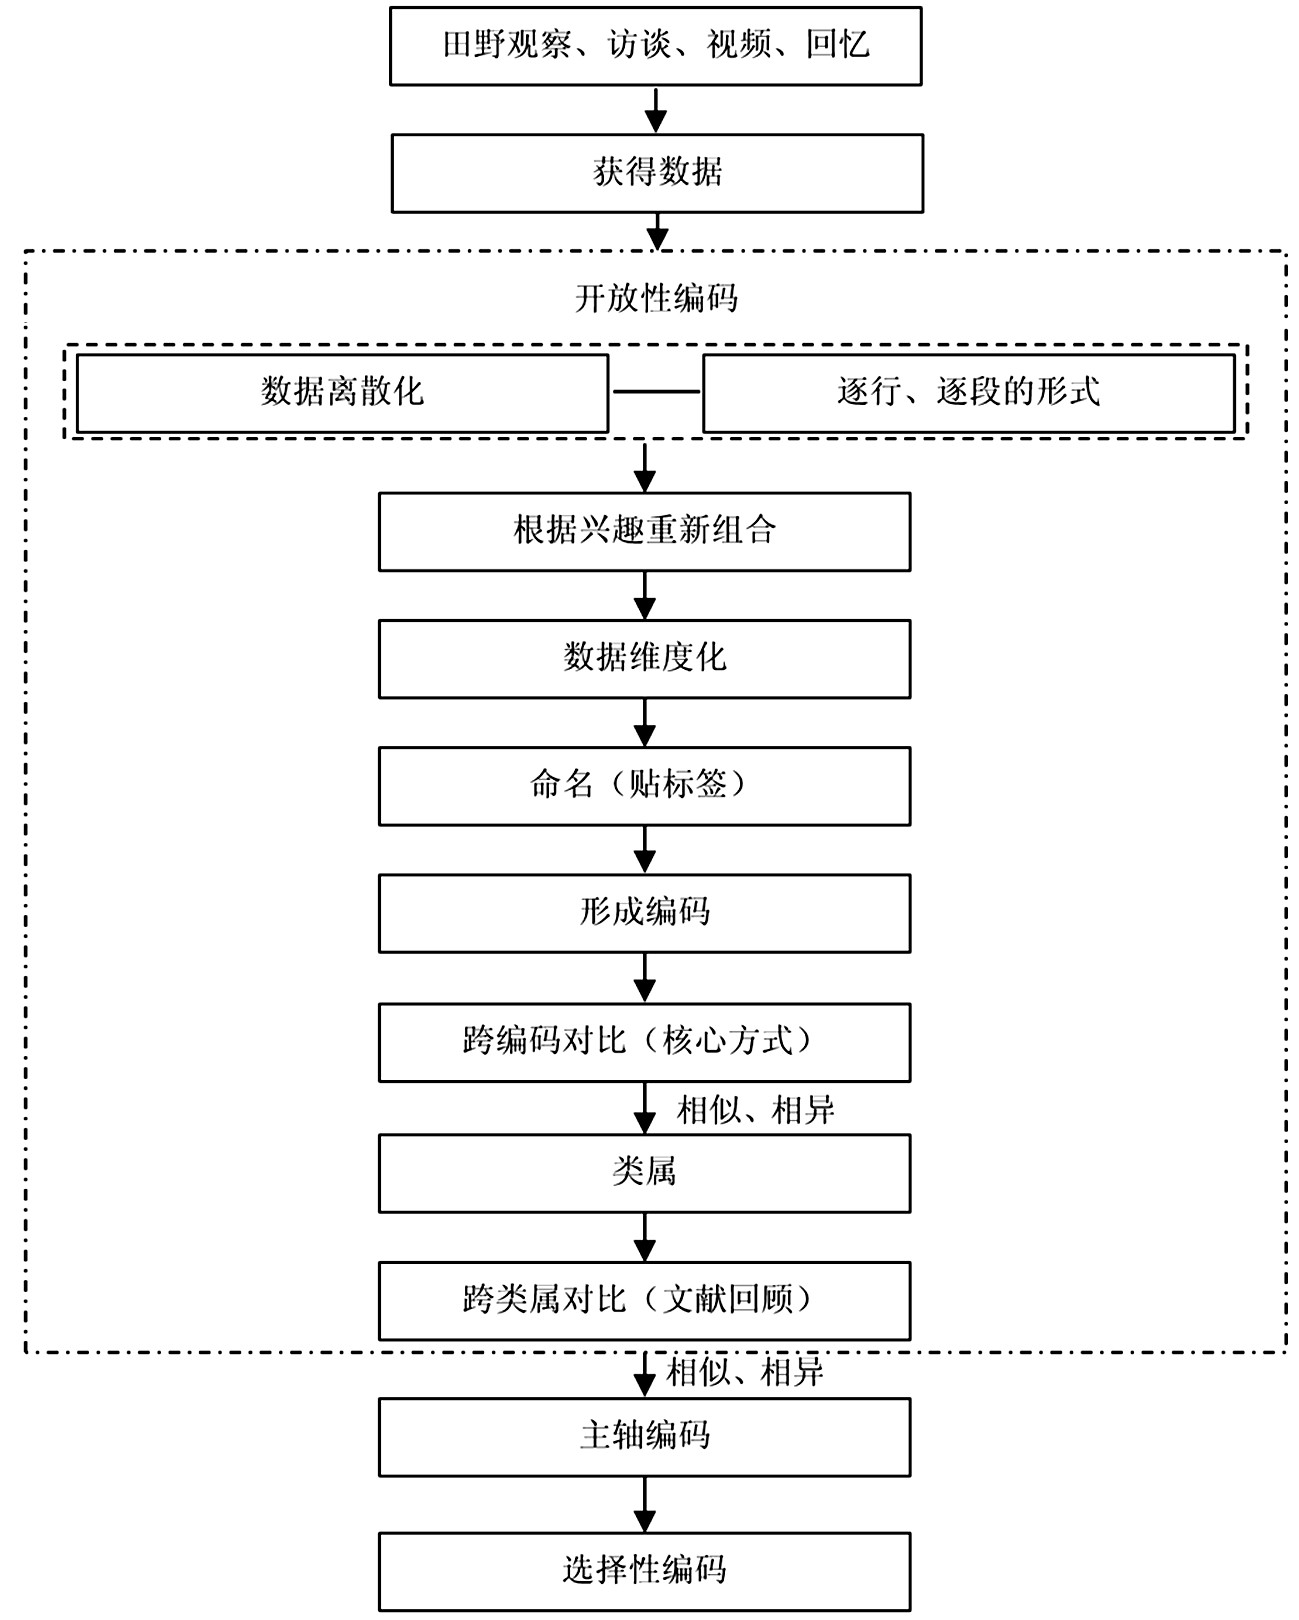 田野观察、访谈、视频、回忆
获得数据
开放性编码
数据离散化
逐行、逐段的形式
根据兴趣重新组合
数据维度化
命名（贴标签）
形成编码
跨编码对比（核心方式）
相似、相异
类属
跨类属对比（文献回顾）
相似、相异
主轴编码
选择性编码